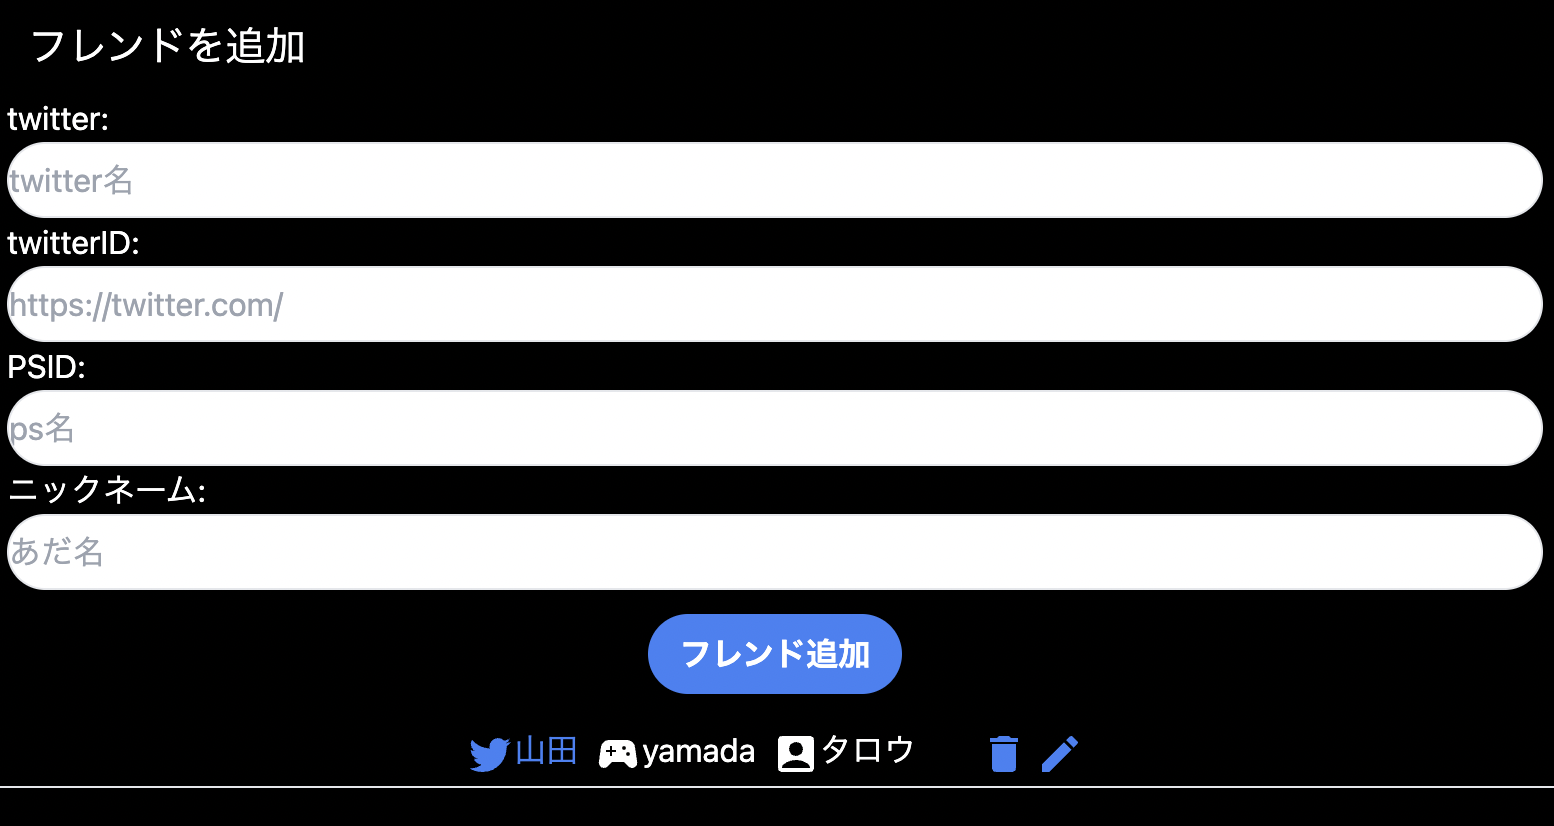 フレンドを追加
twitter:
twitter名
twitterID:
https://twitter.com/
PSID:
ps名
ニックネーム:
あだ名
フレンド追加
山田 yamada タロウ